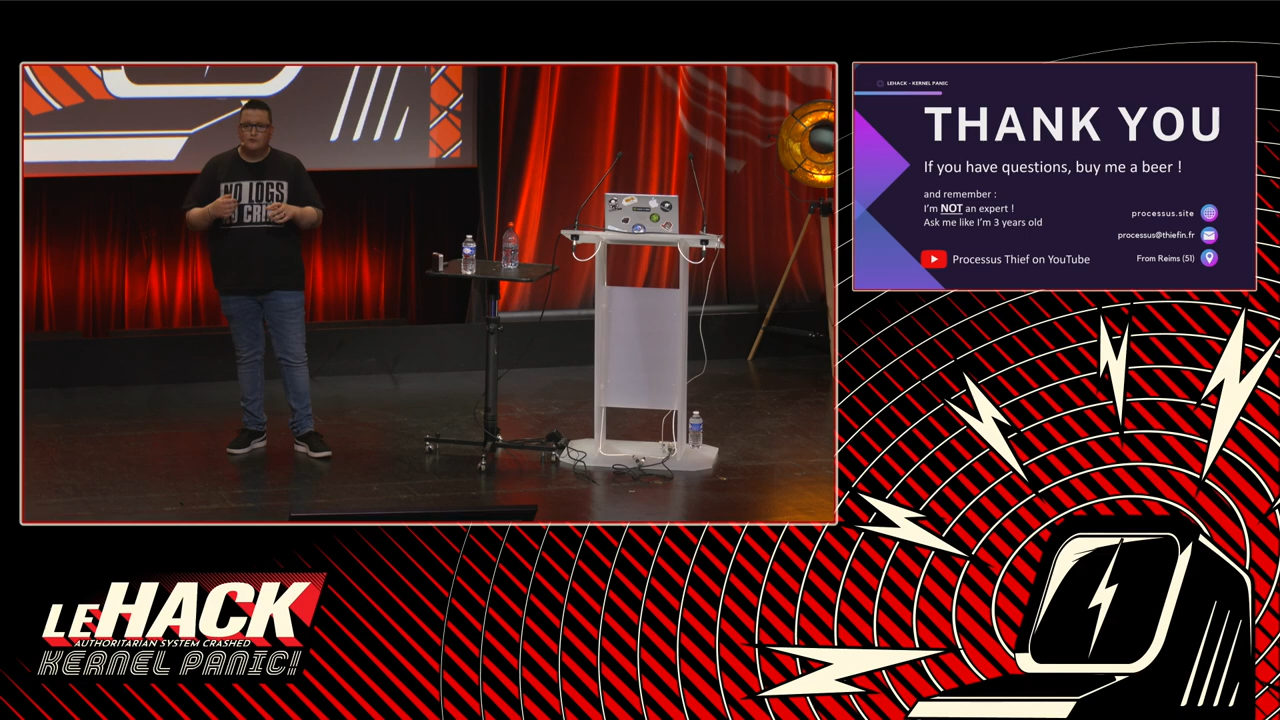 NO LOGS
LEHACK - KERNEL PANIC
THANK YOU
If you have questions, buy me a beer !
and remember :
I'm NOT an expert !
Ask me like I'm 3 years old
Processus Thief on YouTube
processus.site
processus@thiefin.fr
From Reims (51)
LEHACK
AUTHORITARIAN SYSTEM CRASHED
KERNEL PANIC!